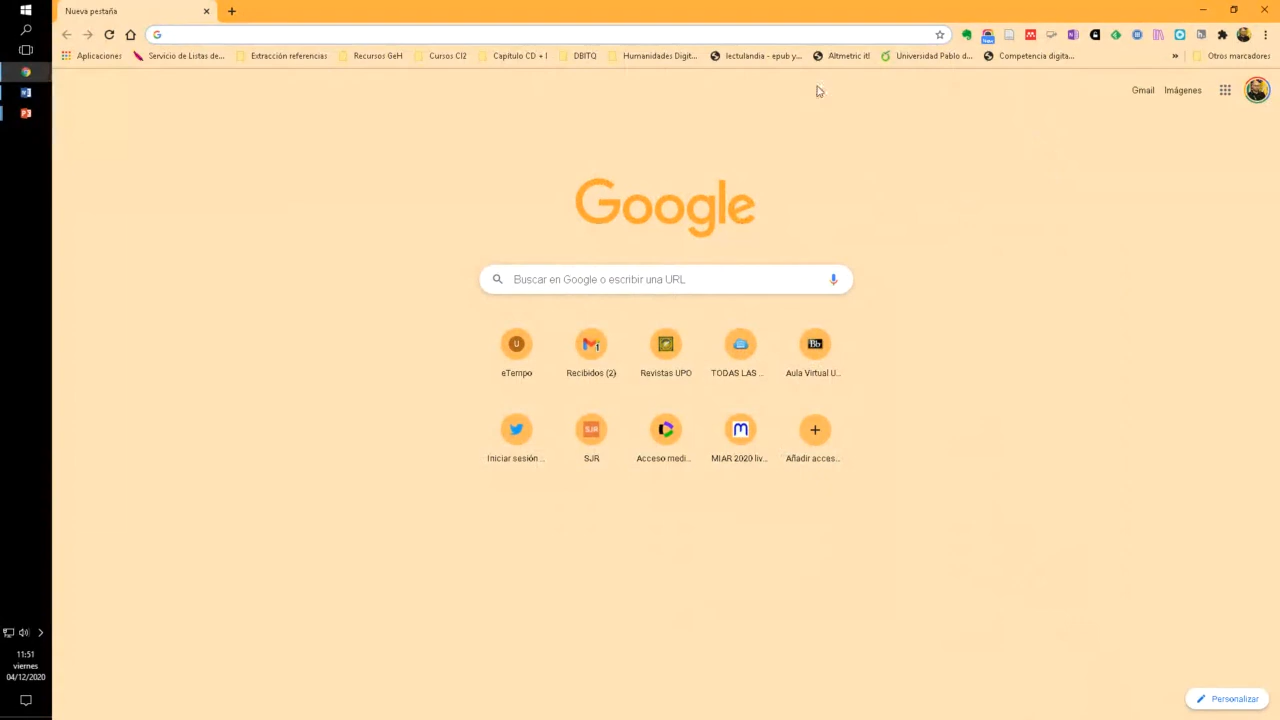 Nueva pestaña
Aplicaciones
Servicio de Listas de...
Extracción referencias
Recursos GeH
Cursos CI2
Capítulo CD + I
DBITQ
Humanidades Digit...
lectulandia - epub y...
Altmetric it!
Universidad Pablo d...
Competencia digita...
»
Otros marcadores
Gmail
Imágenes
Google
Buscar en Google o escribir una URL
U
Bb
eTempo
Recibidos (2)
Revistas UPO
TODAS LAS ...
Aula Virtual U...
SJR
Iniciar sesión ...
SJR
Acceso medi...
MIAR 2020 liv...
Añadir acces...
11:51
viernes
04/12/2020
Personalizar